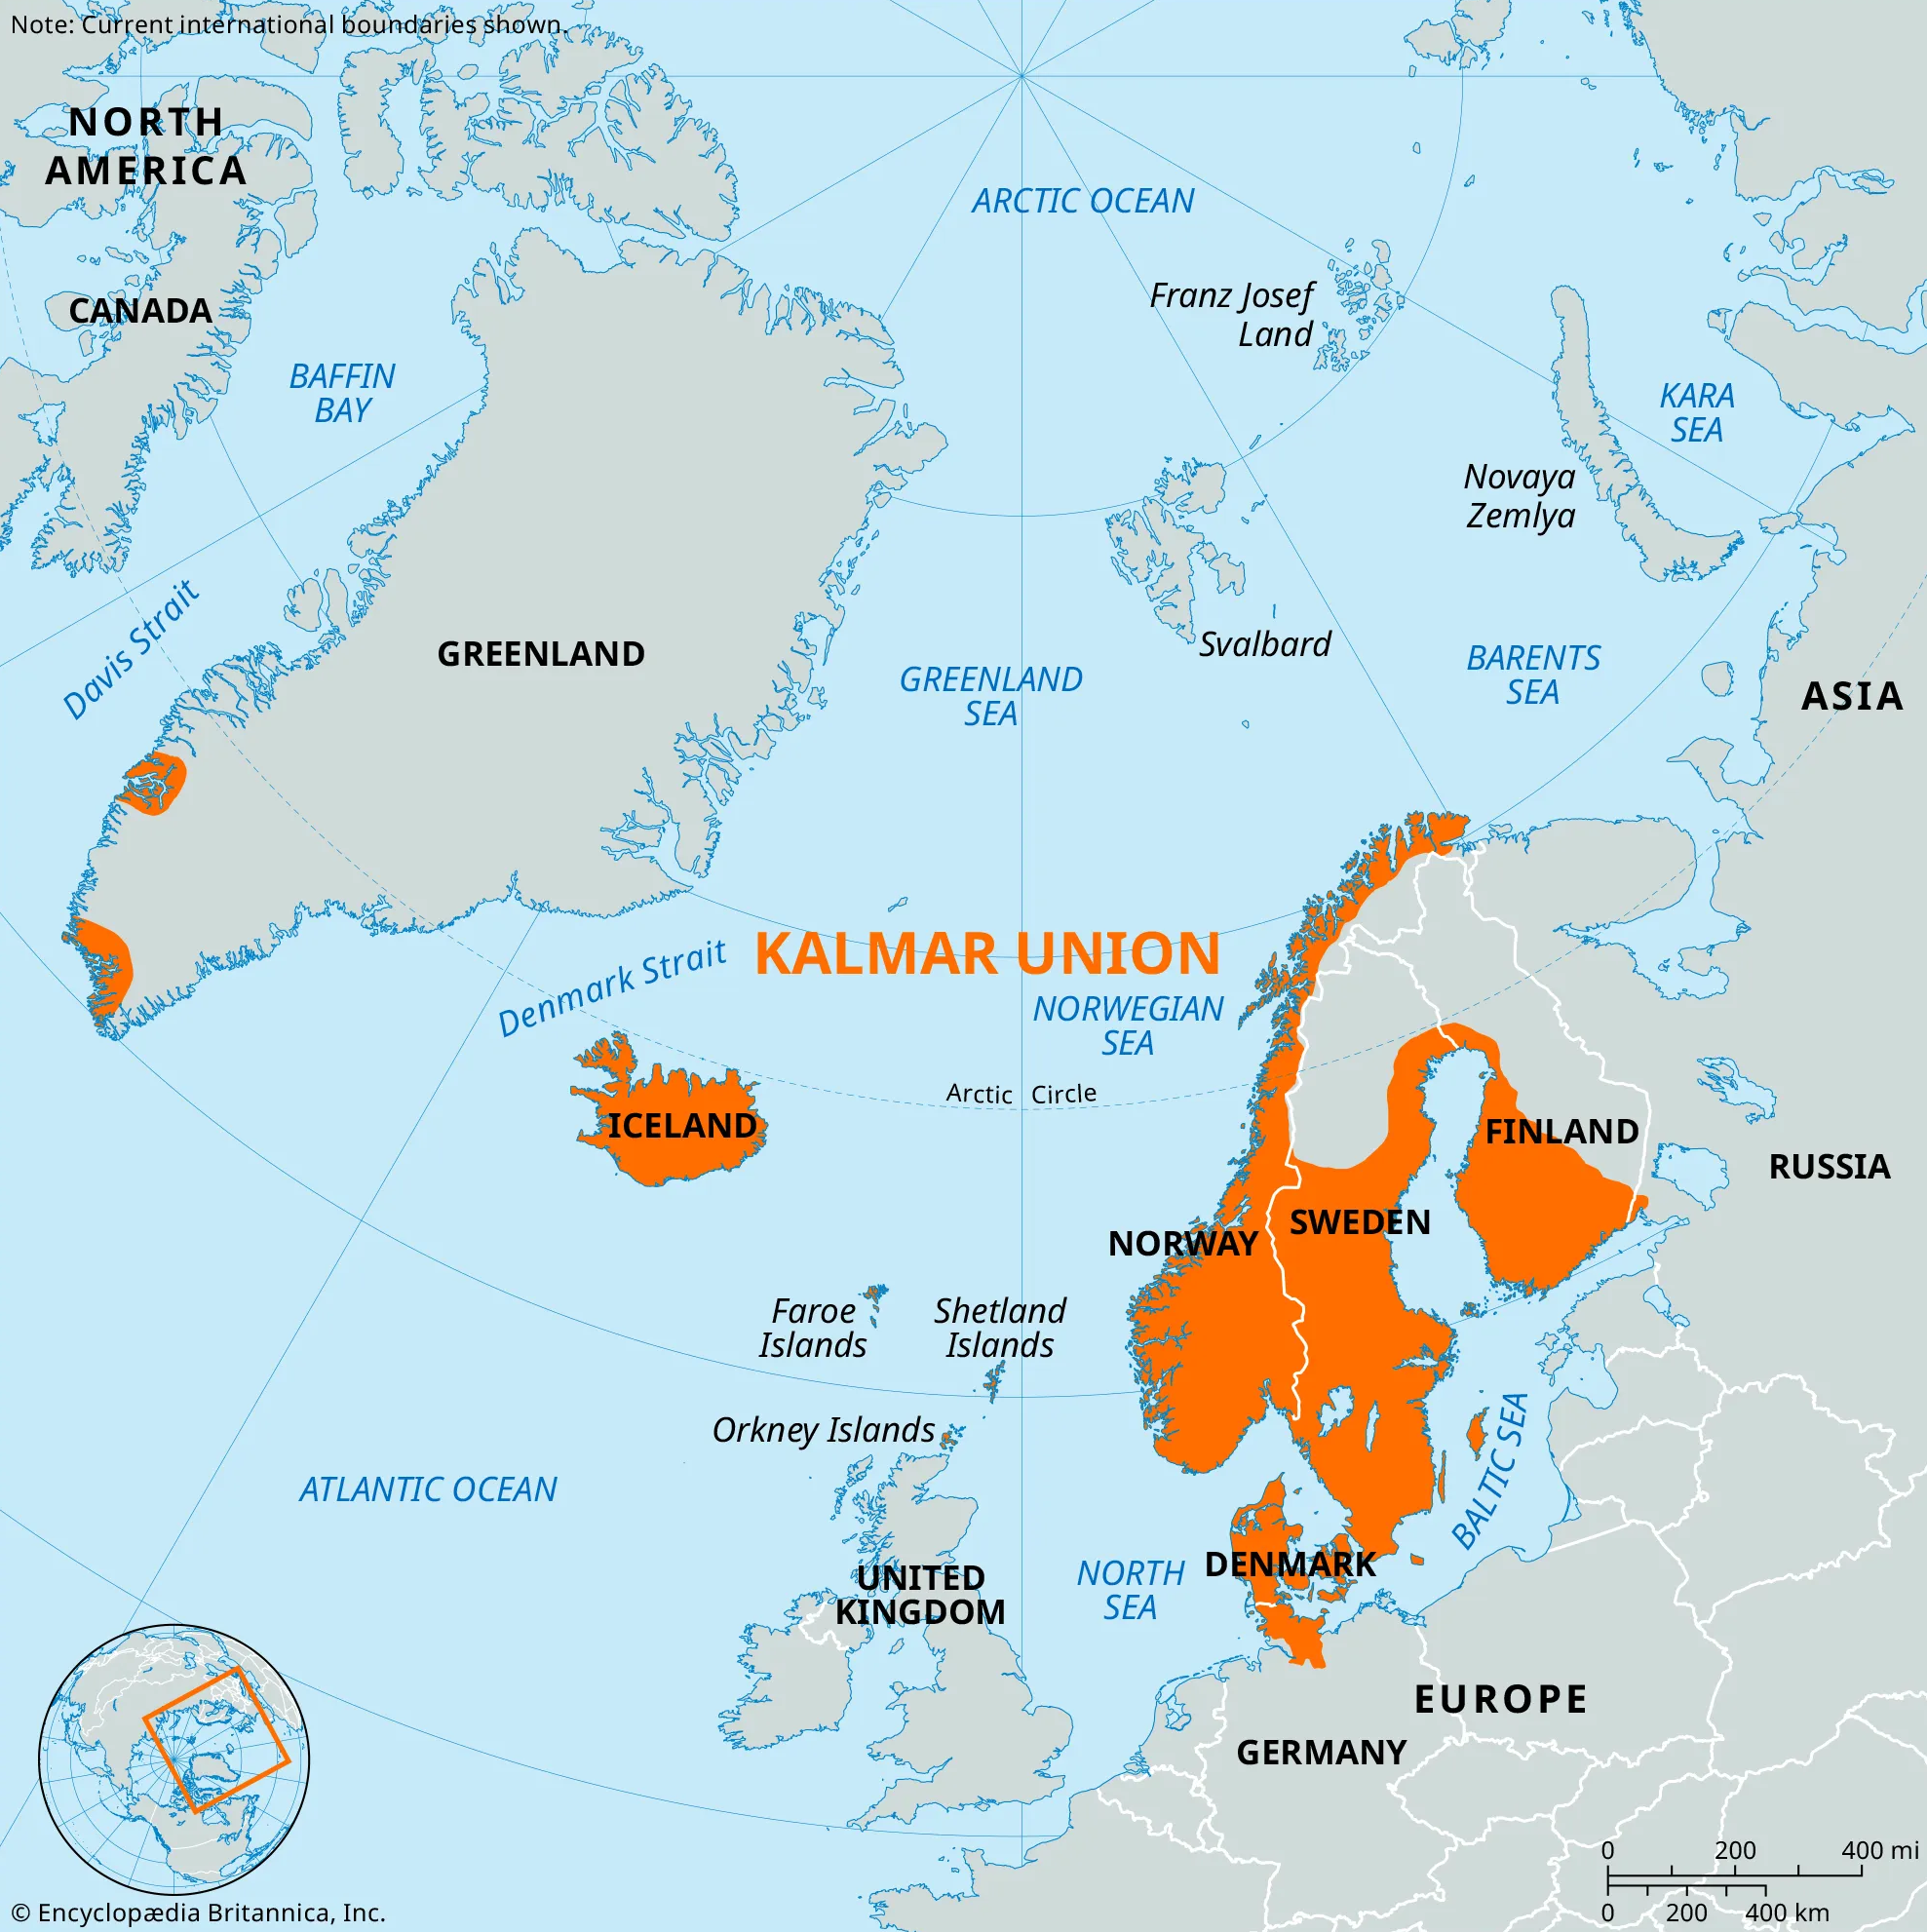 Note: Current international boundaries shown.
NORTH
AMERICA
ARCTIC OCEAN
CANADA
Franz Josef
Land
BAFFIN
BAY
KARA
SEA
Novaya
Zemlya
Davis Strait
GREENLAND
Svalbard
GREENLAND
SEA
BARENTS
SEA
ASIA
KALMAR UNION
Denmark Strait
NORWEGIAN
SEA
Arctic Circle
ICELAND
FINLAND
RUSSIA
SWEDEN
NORWAY
Faroe
Islands
Shetland
Islands
Orkney Islands
BALTIC SEA
ATLANTIC OCEAN
DENMARK
NORTH
SEA
UNITED
KINGDOM
EUROPE
GERMANY
0 200 400 mi
0 200 400 km
© Encyclopædia Britannica, Inc.